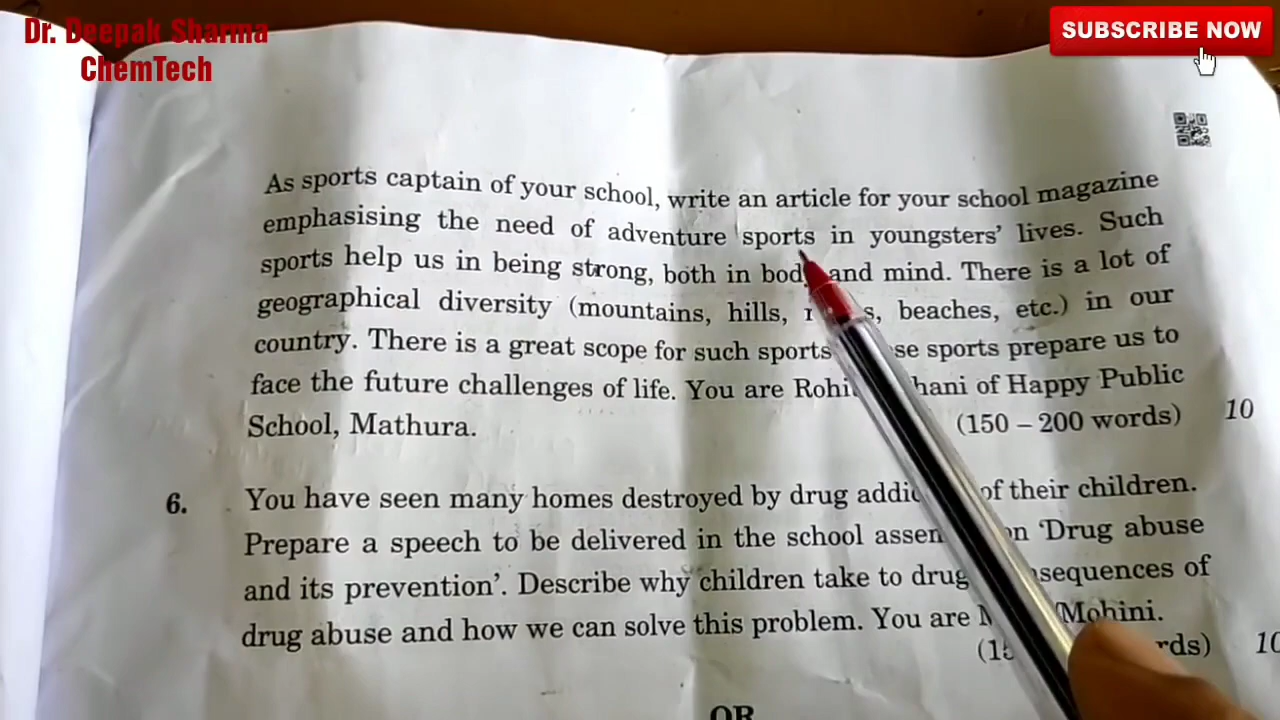 Dr. Deepak Sharma
ChemTech
SUBSCRIBE NOW
As sports captain of your school, write an article for your school magazine
emphasising the need of adventure sports in youngsters' lives. Such
sports help us in being strong, both in body and mind. There is a lot of
geographical diversity (mountains, hills, beaches, etc.) in our
country. There is a great scope for such sports sports prepare us to
face the future challenges of life. You are of Happy Public
School, Mathura.
(150 – 200 words) 10
6. You have seen many homes destroyed by drug of their children.
Prepare a speech to be delivered in the school 'Drug abuse
and its prevention'. Describe why children take to of
drug abuse and how we can solve this problem. You are Mohini.
10
OR